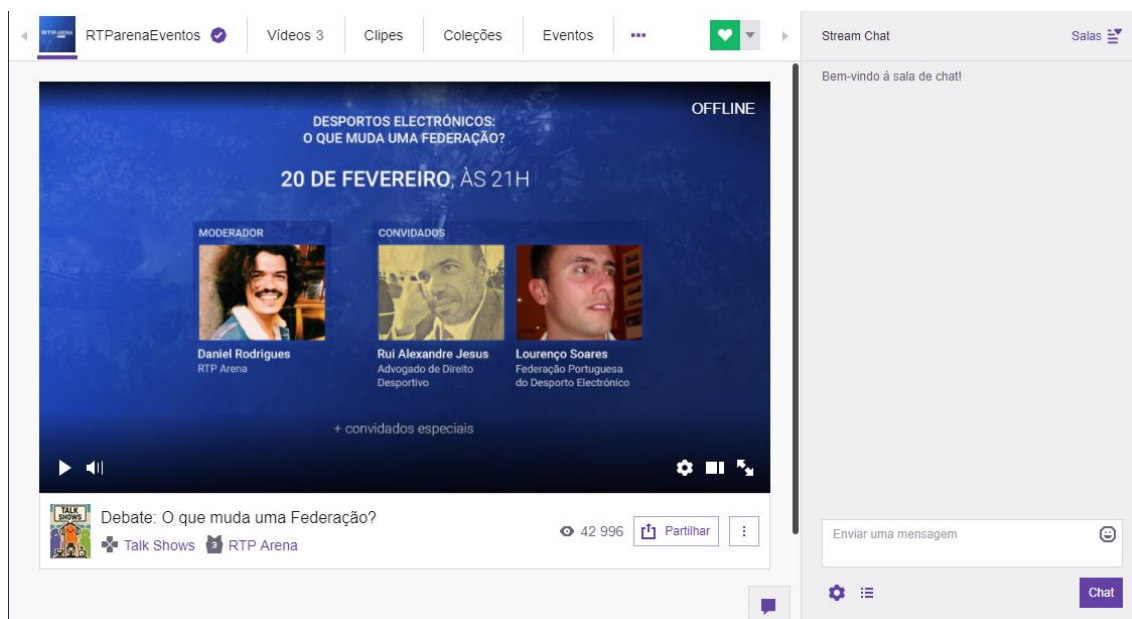 RTP arena
RTParenaEventos
Vídeos 3
Clipes
Coleções
Eventos
Stream Chat
Salas
Bem-vindo à sala de chat!
OFFLINE
DESPORTOS ELECTRÓNICOS:
O QUE MUDA UMA FEDERAÇÃO?
20 DE FEVEREIRO, ÀS 21H
MODERADOR
Daniel Rodrigues
RTP Arena
CONVIDADOS
Rui Alexandre Jesus
Advogado de Direito
Desportivo
Lourenço Soares
Federação Portuguesa
do Desporto Electrónico
+ convidados especiais
TALK
SHOWS
Debate: O que muda uma Federação?
Talk Shows
3
RTP Arena
42 996
Partilhar
Enviar uma mensagem
Chat